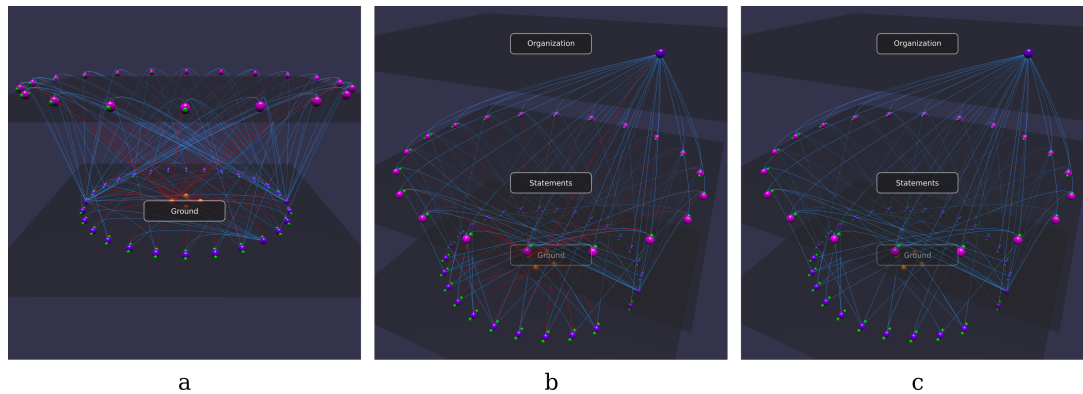 Ground
Organization
Statements
Ground
Organization
Statements
Ground
a
b
c